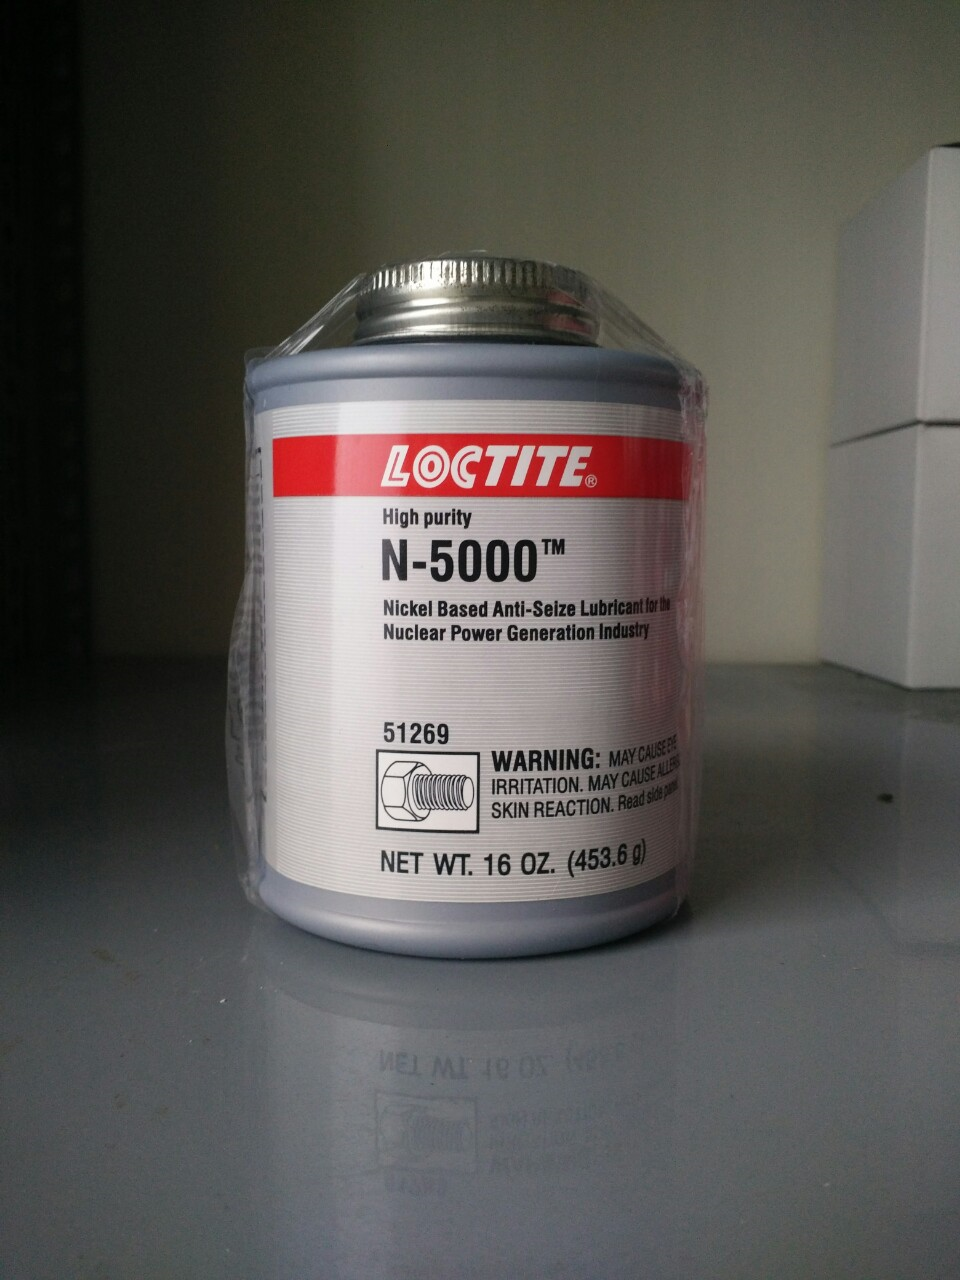 LOCTITE®
High purity
N-5000™
Nickel Based Anti-Seize Lubricant for the
Nuclear Power Generation Industry
51269
WARNING: MAY CAUSE EYE
IRRITATION. MAY CAUSE
SKIN REACTION. Read side
NET WT. 16 OZ. (453.6 g)